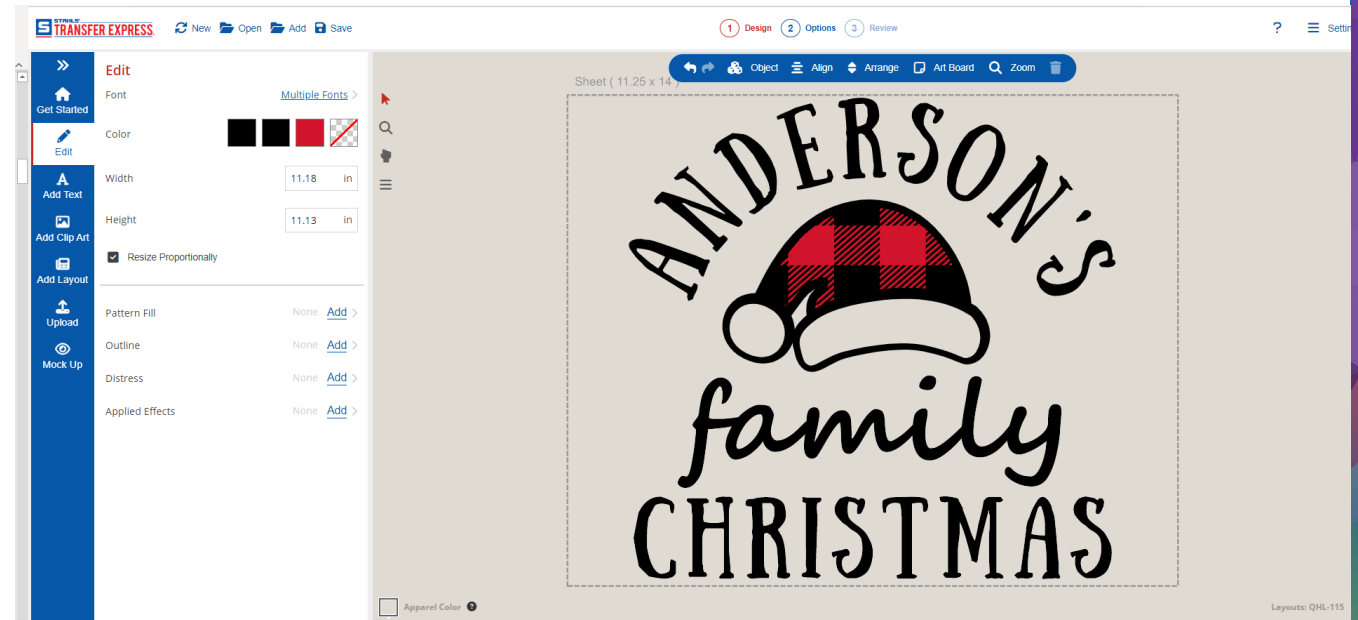 STAHLS'
TRANSFER EXPRESS.
New Open Add Save
1 Design 2 Options 3 Review
?
Get Started
Edit
Add Text
Add Clip Art
Add Layout
Upload
Mock Up
Edit
Font Multiple Fonts
Color
Width 11.18 in
Height 11.13 in
Resize Proportionally
Pattern Fill None Add
Outline None Add
Distress None Add
Applied Effects None Add
Object Align Arrange Art Board Zoom
Sheet ( 11.25 x 14 )
ANDERSON'S
family
CHRISTMAS
Apparel Color ?
Layouts: QHL-115